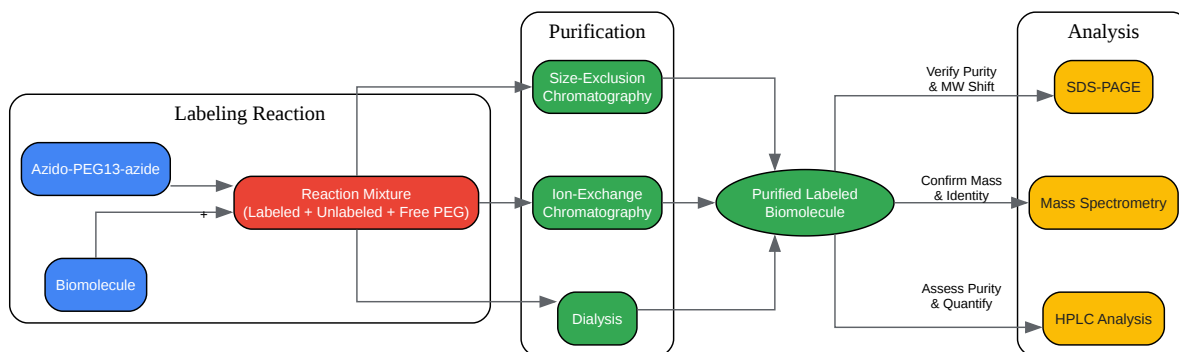 Labeling Reaction
Azido-PEG13-azide
+
Biomolecule
Reaction Mixture
(Labeled + Unlabeled + Free PEG)
Purification
Size-Exclusion
Chromatography
Ion-Exchange
Chromatography
Dialysis
Purified Labeled
Biomolecule
Verify Purity
& MW Shift
Confirm Mass
& Identity
Assess Purity
& Quantify
Analysis
SDS-PAGE
Mass Spectrometry
HPLC Analysis